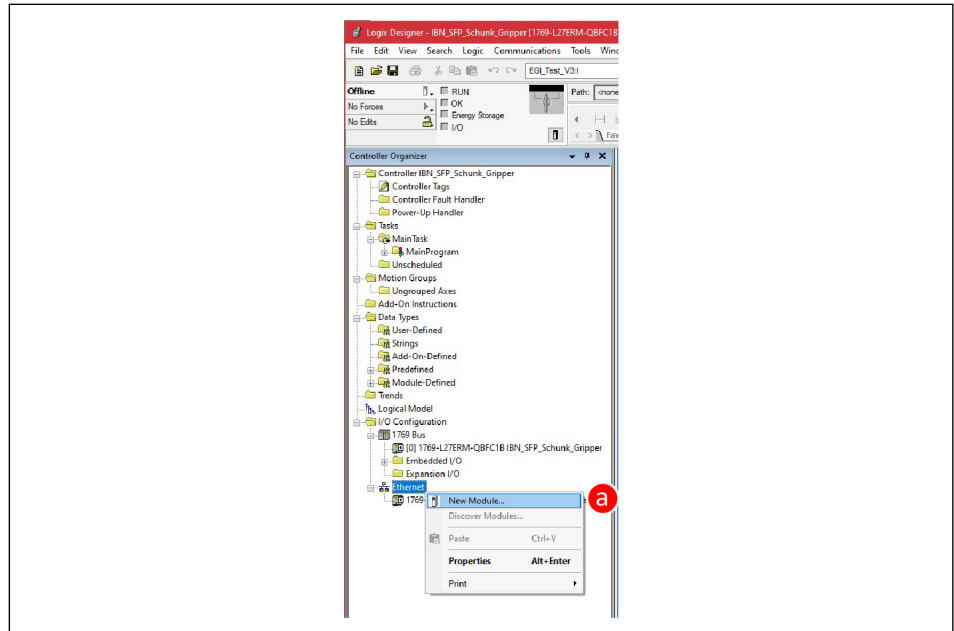 Logix Designer - IBN_SFP_Schunk_Gripper [1769-L27ERM-QBFC1B
File Edit View Search Logic Communications Tools
EGI_Test_V3:I
Offline
RUN
Path:
No Forces
OK
Energy Storage
No Edits
I/O
Controller Organizer
Controller IBN_SFP_Schunk_Gripper
Controller Tags
Controller Fault Handler
Power-Up Handler
Tasks
MainTask
MainProgram
Unscheduled
Motion Groups
Ungrouped Axes
Add-On Instructions
Data Types
User-Defined
Strings
Add-On-Defined
Predefined
Module-Defined
Trends
Logical Model
I/O Configuration
1769 Bus
[0] 1769-L27ERM-QBFC1B IBN_SFP_Schunk_Gripper
Embedded I/O
Expansion I/O
Ethernet
1769-
New Module...
a
Discover Modules...
Paste Ctrl+V
Properties Alt+Enter
Print